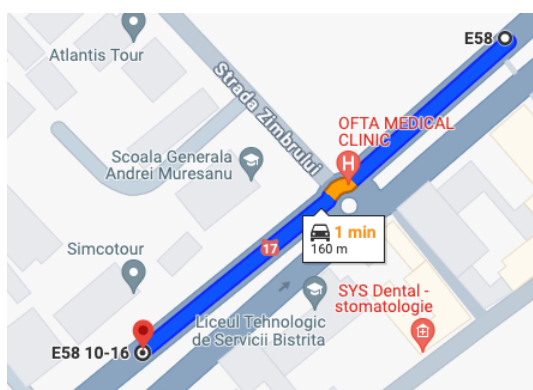 E58
Atlantis Tour
Strada Zimbrului
OFTA MEDICAL
CLINIC
H
Scoala Generala
Andrei Muresanu
1 min
160 m
17
Simcotour
SYS Dental -
stomatologie
Liceul Tehnologic
de Servicii Bistrita
E58 10-16